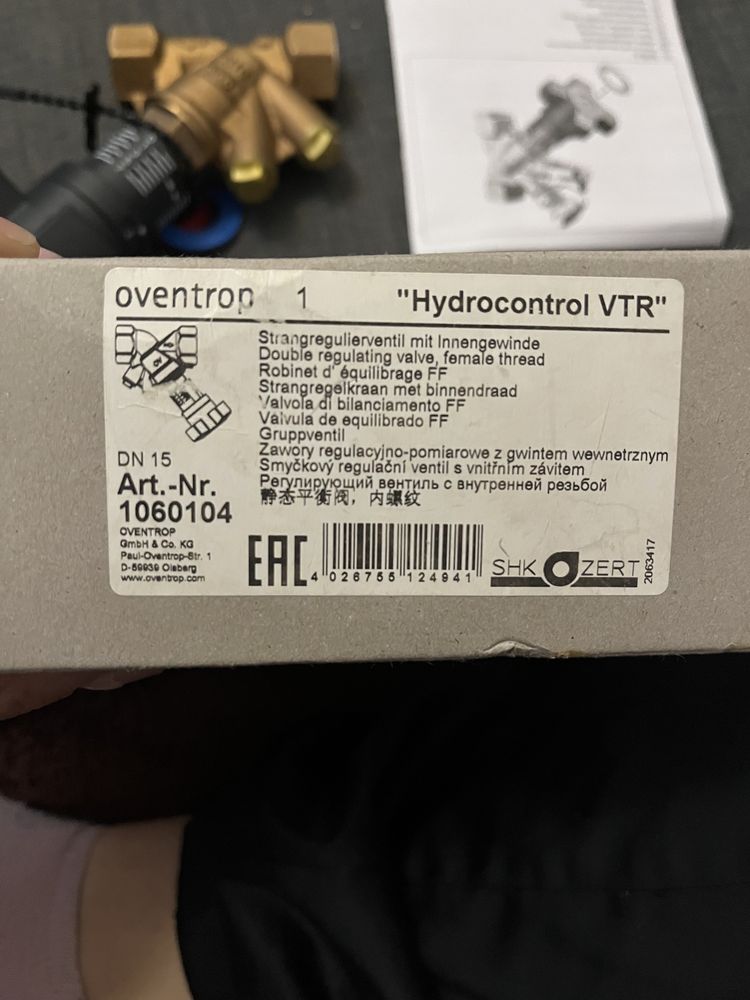 oventrop 1 "Hydrocontrol VTR"
Strangregulierventil mit Innengewinde
Double regulating valve, female thread
Robinet d' équilibrage FF
Strangregelkraan met binnendraad
Valvola di bilanciamento FF
Valvula de equilibrado FF
Gruppventil
Zawory regulacyjno-pomiarowe z gwintem wewnetrznym
Smyčkový regulační ventil s vnitřním závitem
Регулирующий вентиль с внутренней резьбой
静态平衡阀，内螺纹
DN 15
Art.-Nr.
1060104
OVENTROP
GmbH & Co. KG
Paul-Oventrop-Str. 1
D-59939 Olsberg
www.oventrop.com
EAC
4 026755 124941
SHK ZERT
2063417